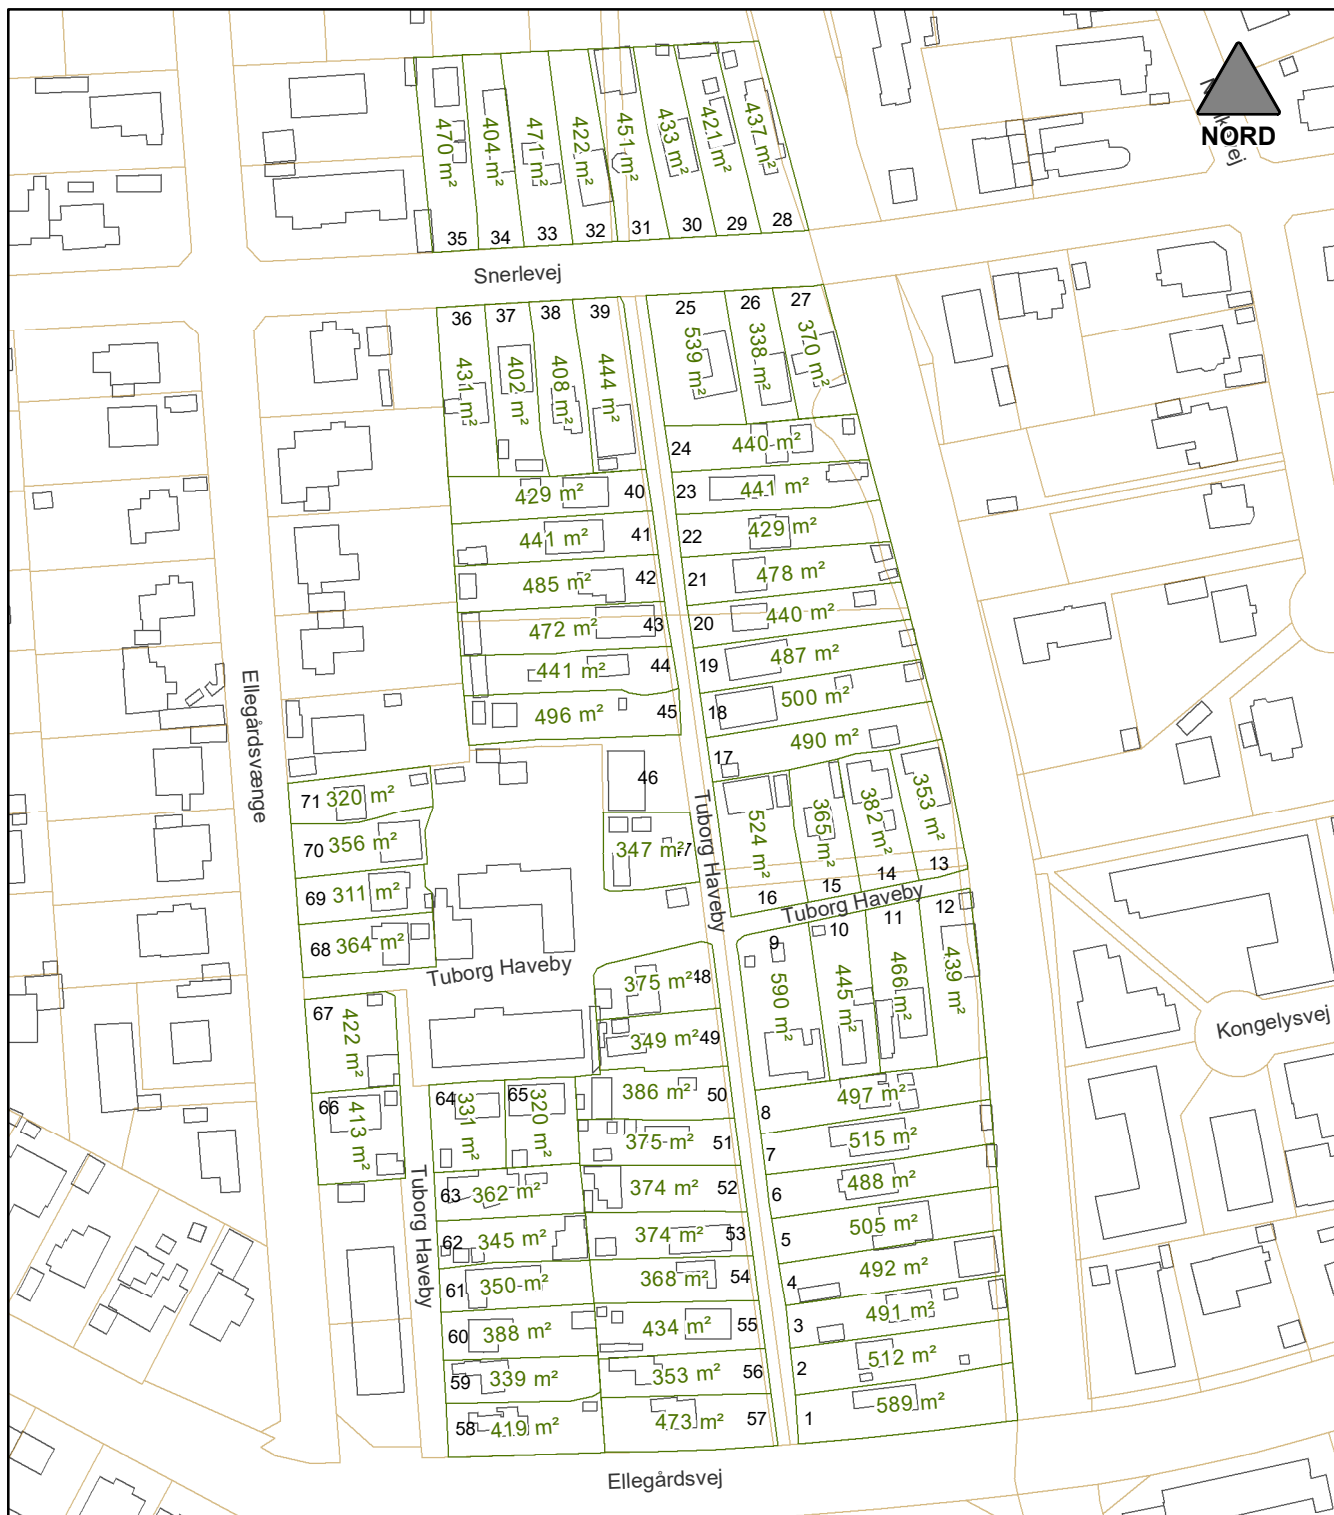 NORD
470 m²
404 m²
471 m²
422 m²
451 m²
433 m²
421 m²
437 m²
35
34
33
32
31
30
29
28
Snerlevej
36
37
38
39
25
26
27
431 m²
402 m²
408 m²
444 m²
539 m²
338 m²
370 m²
24
440 m²
429 m²
40
23
441 m²
441 m²
41
22
429 m²
485 m²
42
21
478 m²
472 m²
43
20
440 m²
441 m²
44
19
487 m²
496 m²
45
18
500 m²
17
490 m²
Ellegårdsvænge
46
71
320 m²
Tuborg Haveby
524 m²
365 m²
382 m²
353 m²
70
356 m²
347 m²
16
15
14
13
69
311 m²
Tuborg Haveby
68
364 m²
Tuborg Haveby
9
10
11
12
590 m²
445 m²
466 m²
439 m²
375 m²
48
67
422 m²
349 m²
49
Kongelysvej
66
413 m²
64
331 m²
65
320 m²
386 m²
50
8
497 m²
375 m²
51
7
515 m²
Tuborg Haveby
63
362 m²
374 m²
52
6
488 m²
62
345 m²
374 m²
53
5
505 m²
61
350 m²
368 m²
54
4
492 m²
60
388 m²
434 m²
55
3
491 m²
59
339 m²
353 m²
56
2
512 m²
58
419 m²
473 m²
57
1
589 m²
Ellegårdsvej